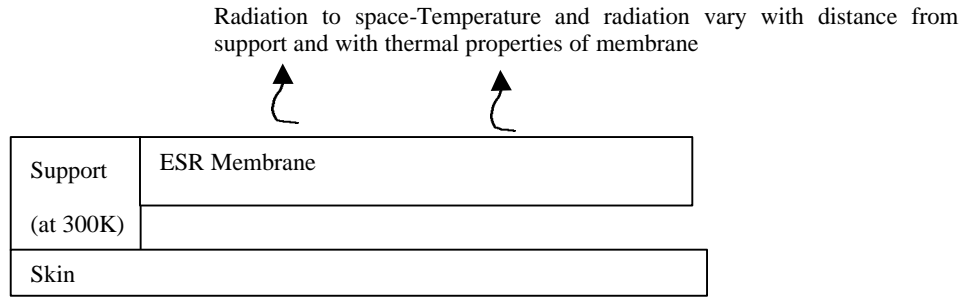 Radiation to space-Temperature and radiation vary with distance from
support and with thermal properties of membrane
ESR Membrane
Support
(at 300K)
Skin